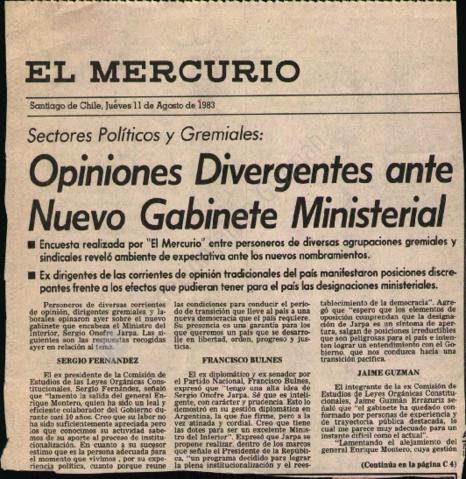 EL MERCURIO
Santiago de Chile, Jueves 11 de Agosto de 1983
Sectores Políticos y Gremiales:
Opiniones Divergentes ante
Nuevo Gabinete Ministerial
■ Encuesta realizada por "El Mercurio" entre personeros de diversas agrupaciones gremiales y
sindicales reveló ambiente de expectativa ante los nuevos nombramientos.
■ Ex dirigentes de las corrientes de opinión tradicionales del país manifestaron posiciones discre-
pantes frente a los efectos que pudieran tener para el país las designaciones ministeriales.
Personeros de diversas corrientes
de opinión, dirigentes gremiales y la-
borales opinaron ayer sobre el nuevo
gabinete que encabeza el Ministro del
Interior, Sergio Onofre Jarpa. Las si-
guientes son las respuestas recogidas
ayer en relación al tema.
SERGIO FERNANDEZ
El ex presidente de la Comisión de
Estudios de las Leyes Orgánicas Cons-
titucionales, Sergio Fernández, señaló
que "lamento la salida del general
Enrique Montero, quien ha sido un leal y
eficiente colaborador del Gobierno du-
rante casi 10 años. Creo que su labor no
ha sido suficientemente apreciada pero
los que conocimos su actividad sabe-
mos de su aporte al proceso de institu-
cionalización. En cuanto a su sucesor
estimo que es la persona adecuada para
el momento que vivimos, por su ex-
periencia política, cuanto porque reune
las condiciones para conducir el perío-
do de transición que lleve al país a una
nueva democracia que el país requiere.
Su presencia es una garantía para los
que queremos un país que se desarro-
lle en libertad, orden, progreso y jus-
ticia.
FRANCISCO BULNES
El ex diplomático y ex senador por
el Partido Nacional, Francisco Bulnes,
expresó que "tengo una alta idea de
Sergio Onofre Jarpa. Sé que es inteli-
gente, con carácter y prudencia. Esto lo
demostró en su gestión diplomática en
Argentina, la que fue firme, pero a la
vez atinada y cordial. Creo que tiene
las dotes para ser un excelente Minis-
tro del Interior". Expresó que Jarpa se
propone realizar, dentro de los marcos
que señale el Presidente de la Repúbli-
ca, "un programa decidido para lograr
la plena institucionalización y el rees-
tablecimiento de la democracia". Agre-
gó "espero que los elementos de
oposición comprendan que la designa-
ción de Jarpa es un síntoma de aper-
tura, salgan de posiciones irreductibles
que son peligrosas para el país e inten-
ten lograr un entendimiento con el Go-
bierno, que nos conduzca hacia una
transición pacífica.
JAIME GUZMAN
El integrante de la ex Comisión de
Estudios de Leyes Orgánicas Constitu-
cionales, Jaime Guzmán Errázuriz se-
ñaló que "el gabinete ha quedado con-
formado por personas de experiencia y
de trayectoria pública destacada, lo
cual me parece muy adecuado para un
instante difícil como el actual".
"Lamentando el alejamiento del
general Enrique Montero, cuya gestión
(Continúa en la página C 4)